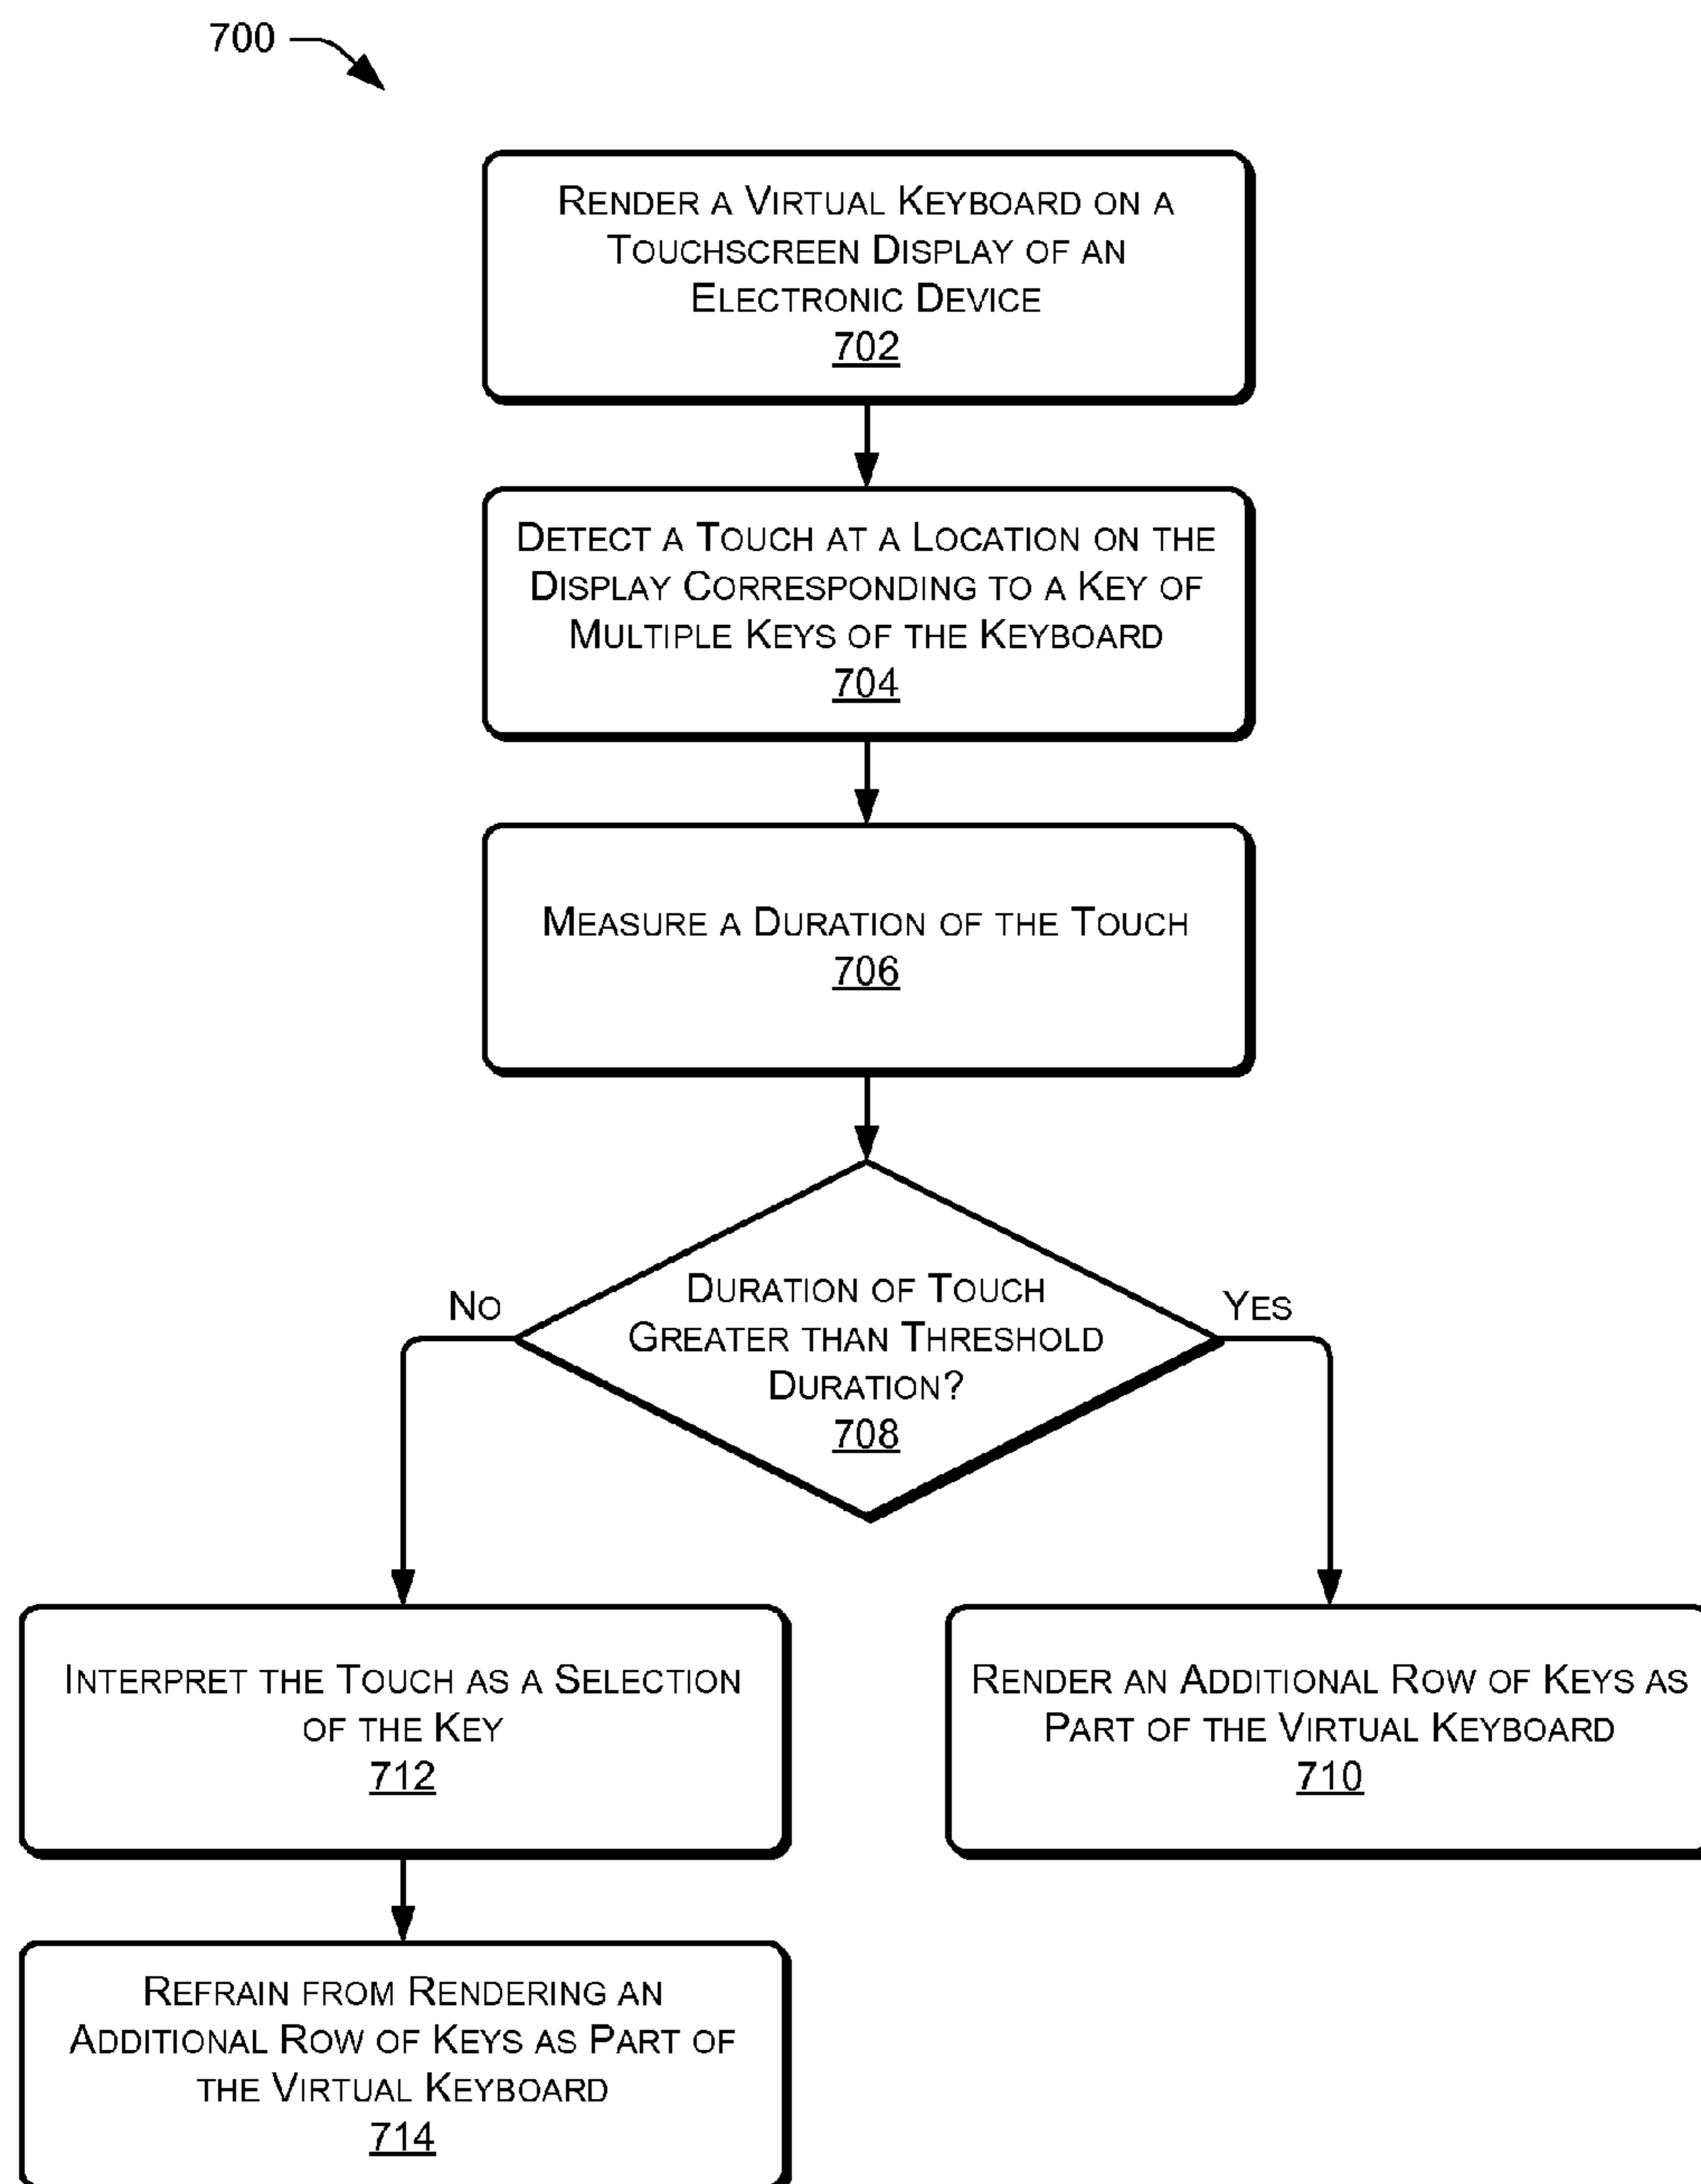 700
RENDER A VIRTUAL KEYBOARD ON A
TOUCHSCREEN DISPLAY OF AN
ELECTRONIC DEVICE
702
DETECT A TOUCH AT A LOCATION ON THE
DISPLAY CORRESPONDING TO A KEY OF
MULTIPLE KEYS OF THE KEYBOARD
704
MEASURE A DURATION OF THE TOUCH
706
DURATION OF TOUCH
GREATER THAN THRESHOLD
DURATION?
708
NO
YES
INTERPRET THE TOUCH AS A SELECTION
OF THE KEY
712
RENDER AN ADDITIONAL ROW OF KEYS AS
PART OF THE VIRTUAL KEYBOARD
710
REFRAIN FROM RENDERING AN
ADDITIONAL ROW OF KEYS AS PART OF
THE VIRTUAL KEYBOARD
714